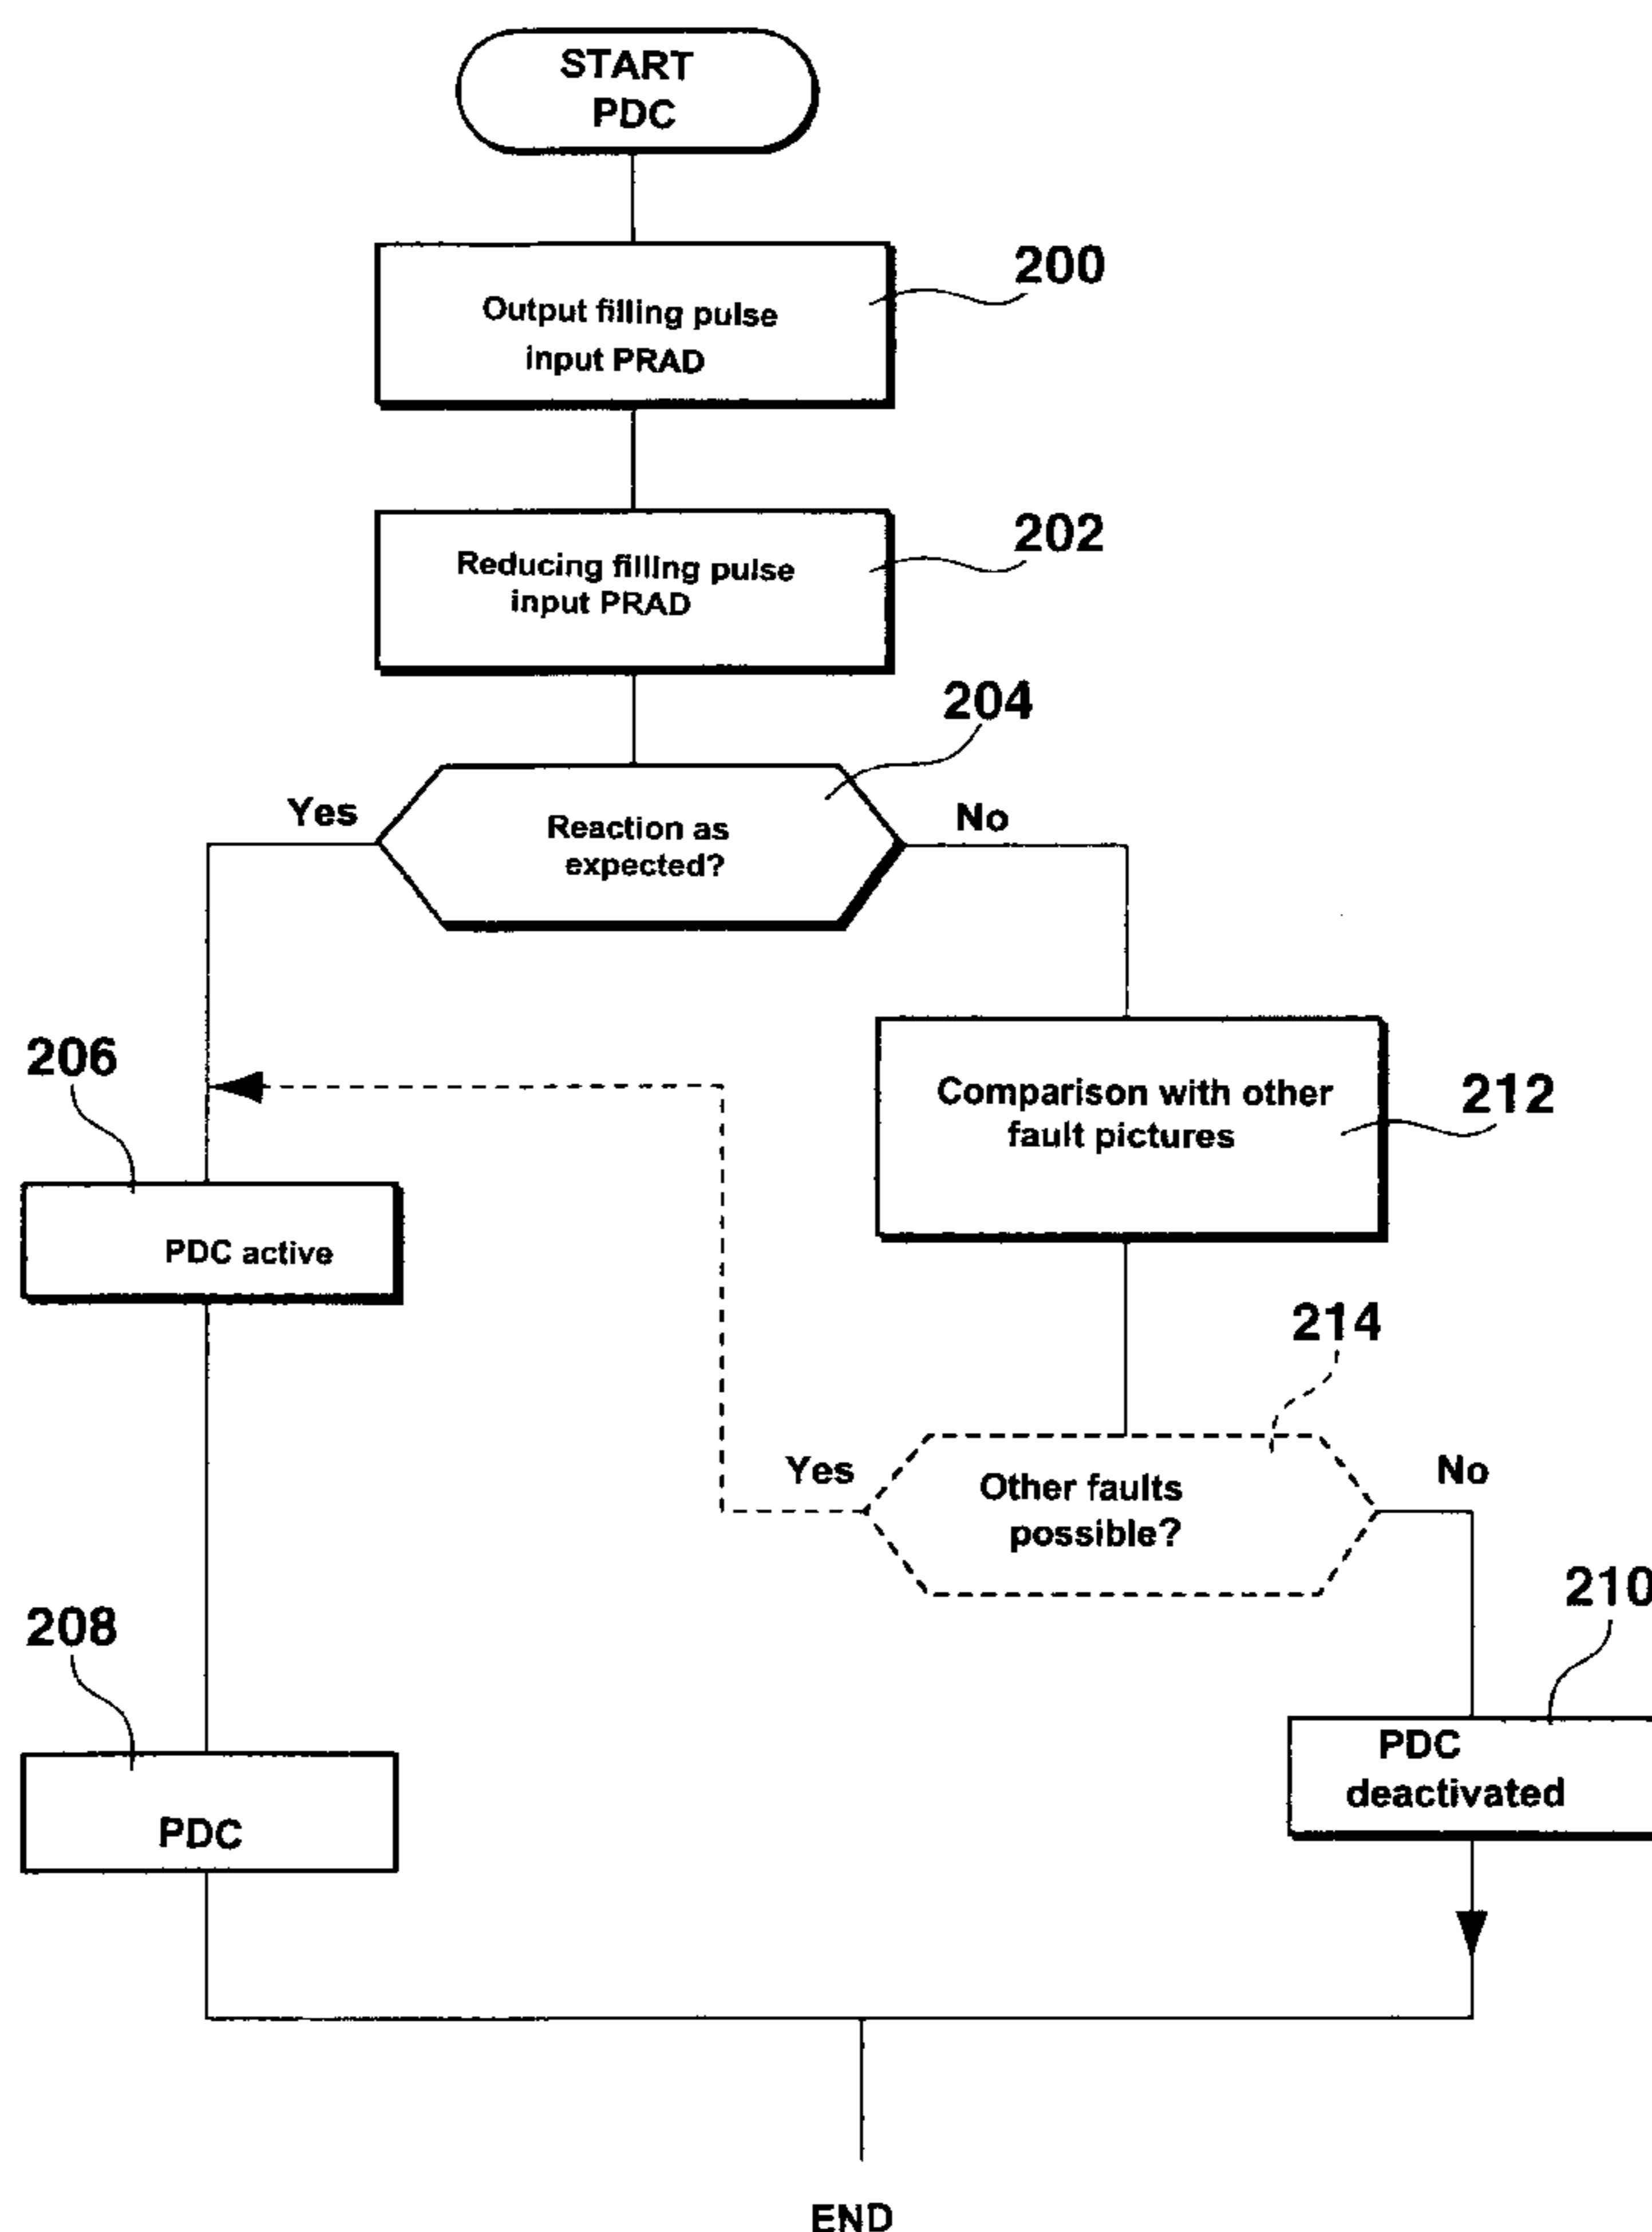 START
PDC
200
Output filling pulse
input PRAD
202
Reducing filling pulse
input PRAD
204
Yes
No
Reaction as
expected?
206
Comparison with other
fault pictures
212
PDC active
214
Yes
No
Other faults
possible?
210
208
PDC
deactivated
PDC
END